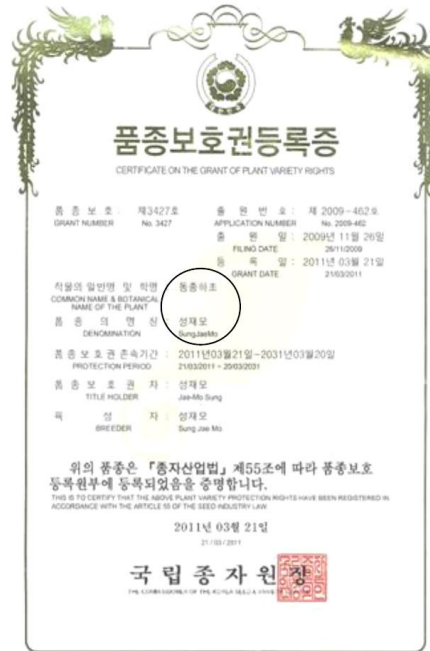 품종보호권등록증
CERTIFICATE ON THE GRANT OF PLANT VARIETY RIGHTS
품 종 보 호 : 제3427호 출 원 번 호 : 제 2009-462호
GRANT NUMBER No. 3427 APPLICATION NUMBER No. 2009-462
출 원 일 : 2009년 11월 26일
FILING DATE 26/11/2009
등 록 일 : 2011년 03월 21일
GRANT DATE 21/03/2011
작물의 일반명 및 학명 동충하초
COMMON NAME & BOTANICAL
NAME OF THE PLANT
품 종 의 명 칭 : 성재모
DENOMINATION SungJaeMo
품종보호권존속기간 : 2011년03월21일-2031년03월20일
PROTECTION PERIOD 21/03/2011 - 20/03/2031
품 종 보 호 권 자 : 성재모
TITLE HOLDER Jae-Mo Sung
육 성 자 : 성재모
BREEDER Sung Jae Mo
위의 품종은 「종자산업법」 제55조에 따라 품종보호
등록원부에 등록되었음을 증명합니다.
THIS IS TO CERTIFY THAT THE ABOVE PLANT VARIETY PROTECTION RIGHTS HAVE BEEN REGISTERED IN
ACCORDANCE WITH THE ARTICLE 55 OF THE SEED INDUSTRY LAW
2011년 03월 21일
21/03/2011
국립종자원장
THE COMMISSIONER OF THE KOREA SEED &